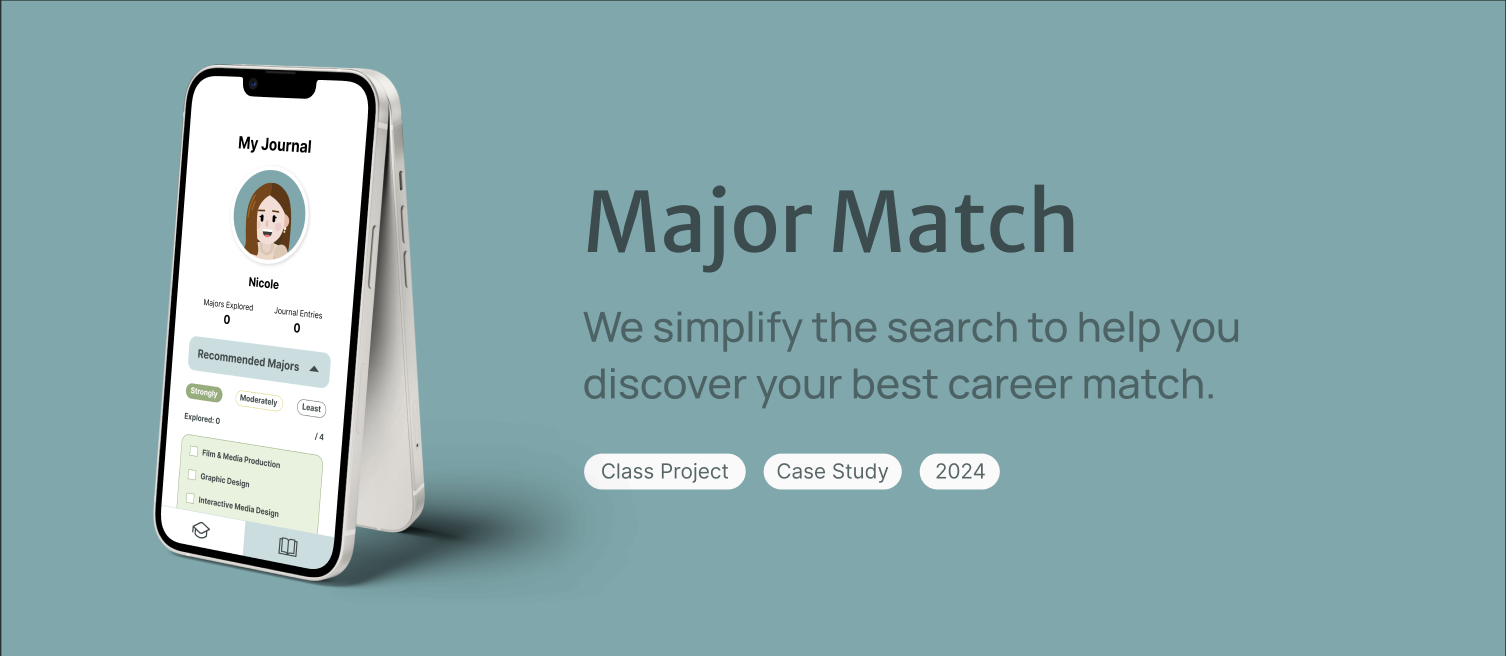 My Journal
Nicole
Majors Explored
0
Journal Entries
0
Recommended Majors
Strongly
Moderately
Least
Explored: 0
/ 4
Film & Media Production
Graphic Design
Interactive Media Design
Major Match
We simplify the search to help you
discover your best career match.
Class Project
Case Study
2024